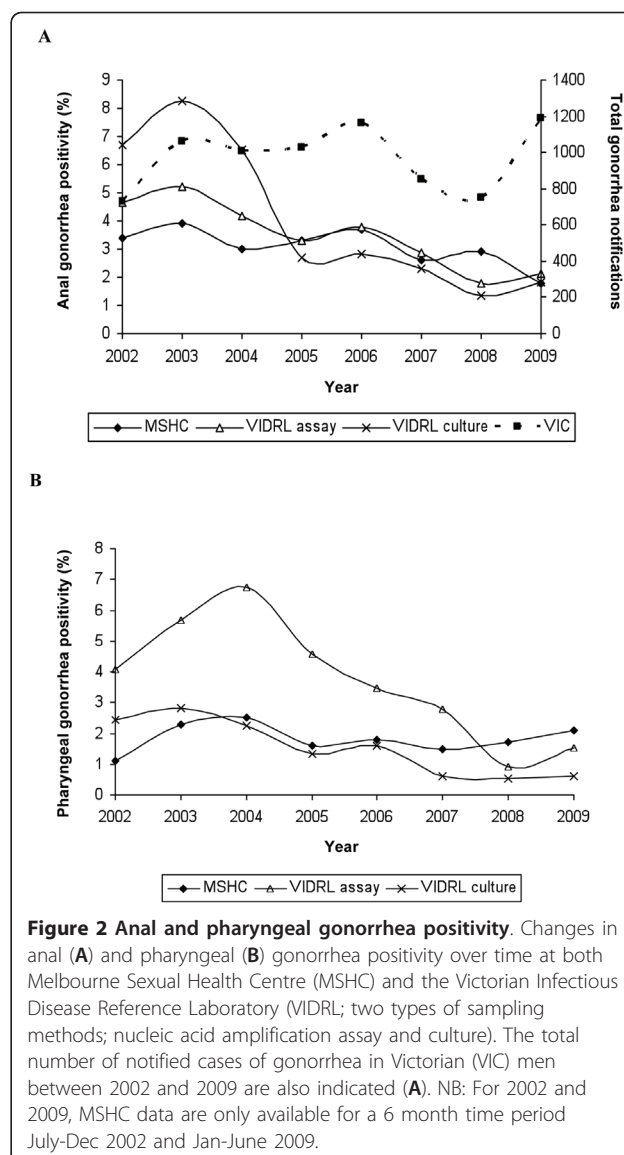 A
Anal gonorrhea positivity (%)
9
8
7
6
5
4
3
2
1
0
Total gonorrhea notifications
1400
1200
1000
800
600
400
200
0
2002 2003 2004 2005 2006 2007 2008 2009
Year
MSHC VIDRL assay VIDRL culture VIC
B
Pharyngeal gonorrhea positivity (%)
8
7
6
5
4
3
2
1
0
2002 2003 2004 2005 2006 2007 2008 2009
Year
MSHC VIDRL assay VIDRL culture
Figure 2 Anal and pharyngeal gonorrhea positivity. Changes in
anal (A) and pharyngeal (B) gonorrhea positivity over time at both
Melbourne Sexual Health Centre (MSHC) and the Victorian Infectious
Disease Reference Laboratory (VIDRL; two types of sampling
methods; nucleic acid amplification assay and culture). The total
number of notified cases of gonorrhea in Victorian (VIC) men
between 2002 and 2009 are also indicated (A). NB: For 2002 and
2009, MSHC data are only available for a 6 month time period
July-Dec 2002 and Jan-June 2009.